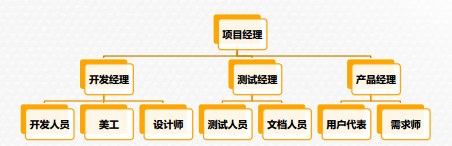 项目经理
开发经理
测试经理
产品经理
开发人员
美工
设计师
测试人员
文档人员
用户代表
需求师